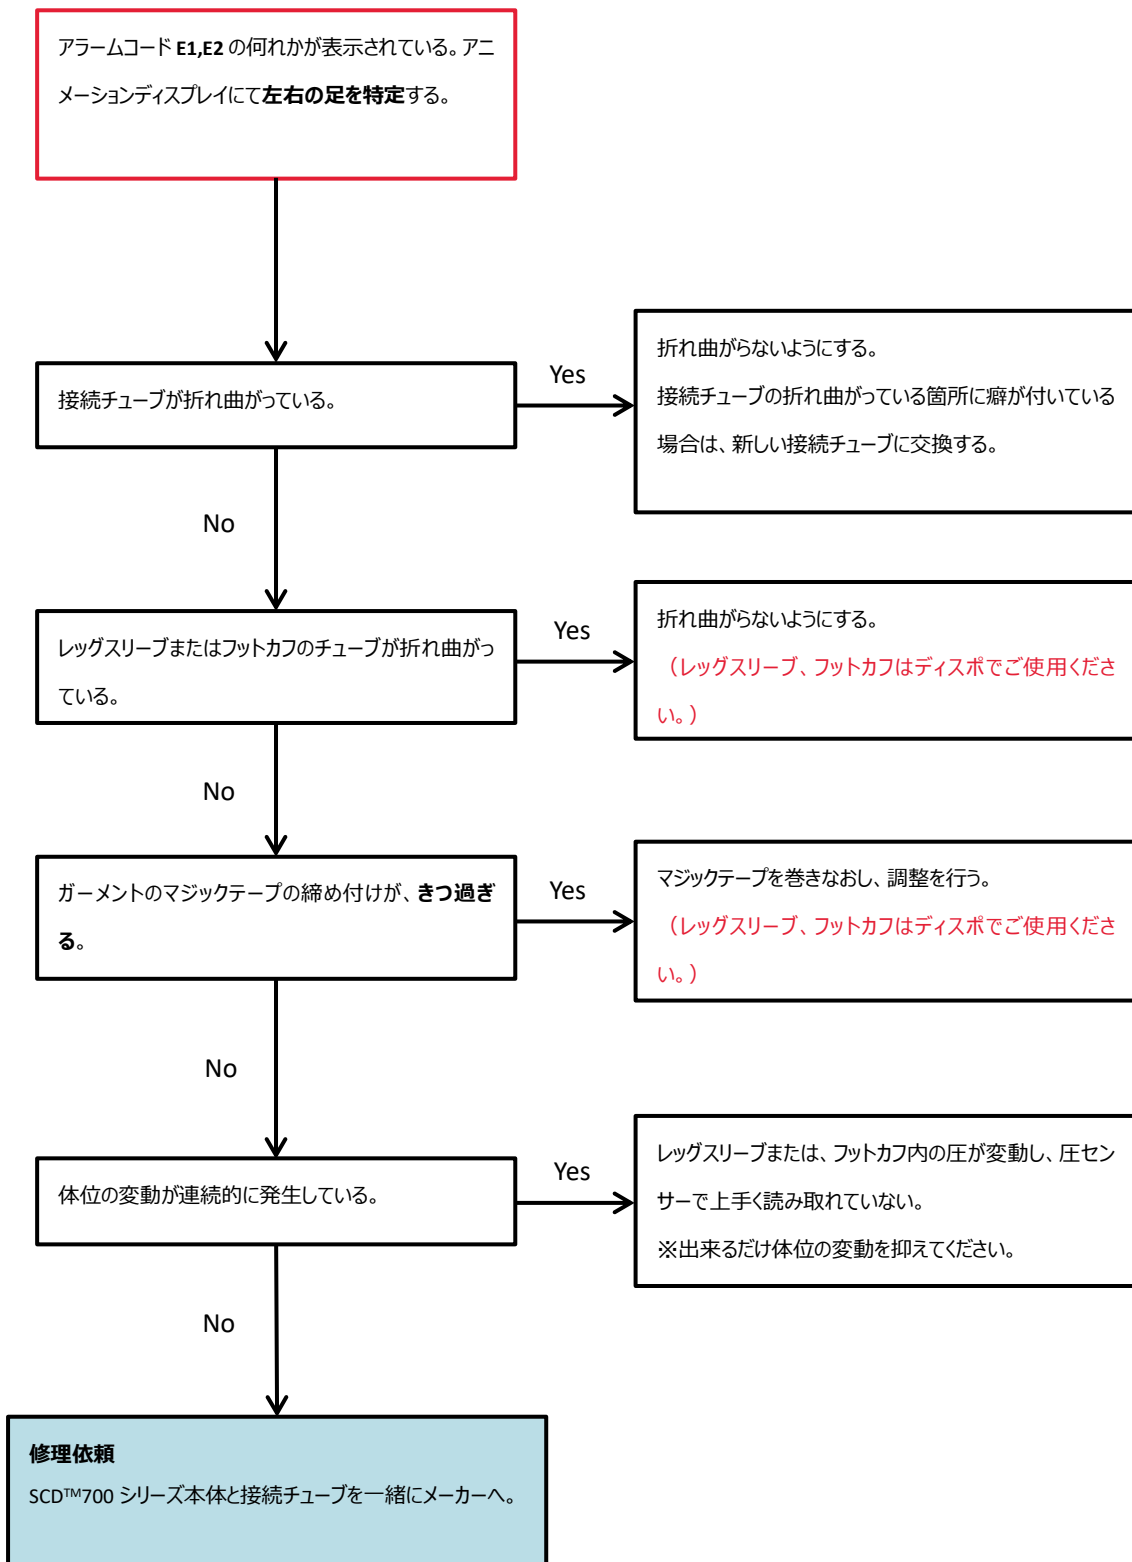 アラームコード E1,E2 の何れかが表示されている。アニ
メーションディスプレイにて左右の足を特定する。
接続チューブが折れ曲がっている。
Yes
折れ曲がらないようにする。
接続チューブの折れ曲がっている箇所に癖が付いている
場合は、新しい接続チューブに交換する。
No
レッグスリーブまたはフットカフのチューブが折れ曲がっ
ている。
Yes
折れ曲がらないようにする。
（レッグスリーブ、フットカフはディスポでご使用くださ
い。）
No
ガーメントのマジックテープの締め付けが、きつ過ぎ
る。
Yes
マジックテープを巻きなおし、調整を行う。
（レッグスリーブ、フットカフはディスポでご使用くださ
い。）
No
体位の変動が連続的に発生している。
Yes
レッグスリーブまたは、フットカフ内の圧が変動し、圧セン
サーで上手く読み取れていない。
※出来るだけ体位の変動を抑えてください。
No
修理依頼
SCD™700 シリーズ本体と接続チューブを一緒にメーカーへ。